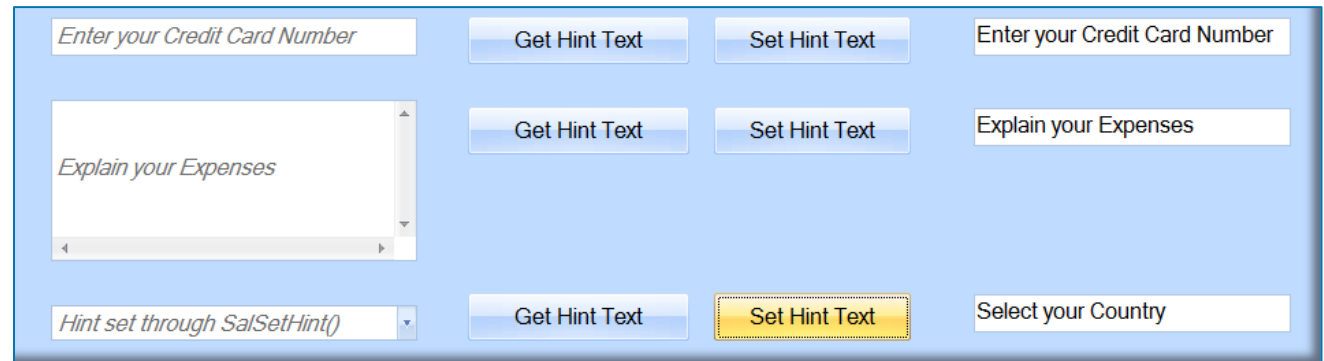 Enter your Credit Card Number
Get Hint Text
Set Hint Text
Enter your Credit Card Number
Explain your Expenses
Get Hint Text
Set Hint Text
Explain your Expenses
Hint set through SalSetHint()
Get Hint Text
Set Hint Text
Select your Country